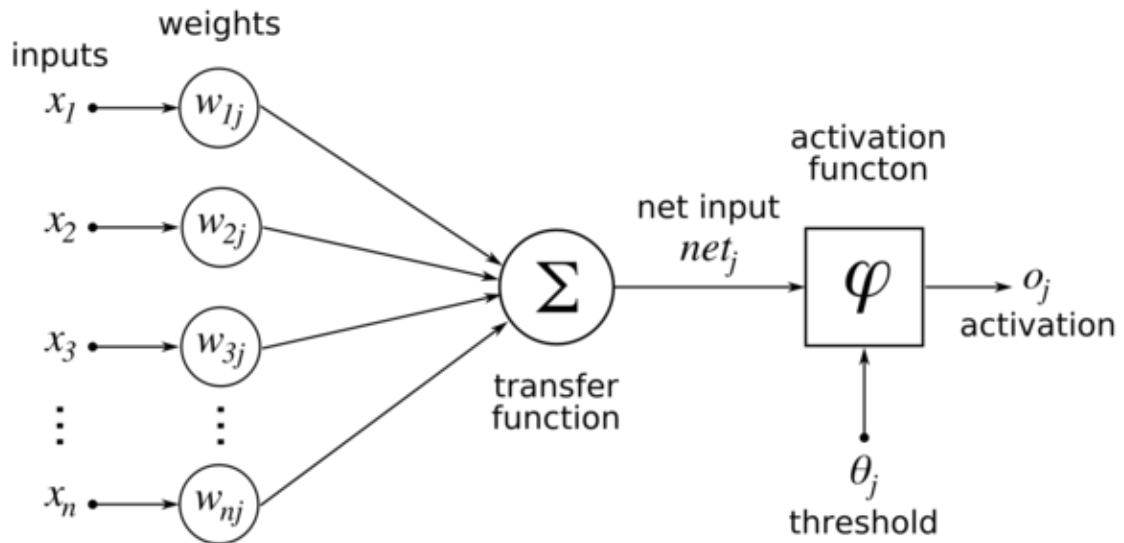 weights
inputs
x₁
w₁ⱼ
activation
functon
x₂
w₂ⱼ
net input
netⱼ
Σ
φ
oⱼ
activation
x₃
w₃ⱼ
transfer
function
⋮ ⋮
θⱼ
threshold
xₙ
wₙⱼ